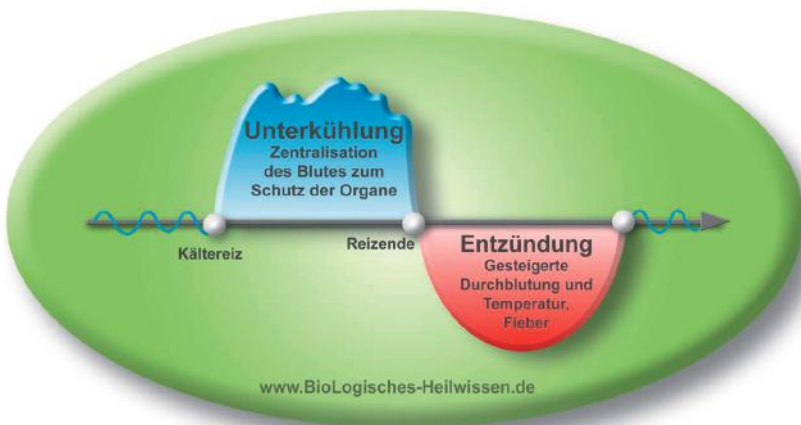 Unterkühlung
Zentralisation
des Blutes zum
Schutz der Organe
Kältereiz
Reizende
Entzündung
Gesteigerte
Durchblutung und
Temperatur,
Fieber
www.BioLogisches-Heilwissen.de